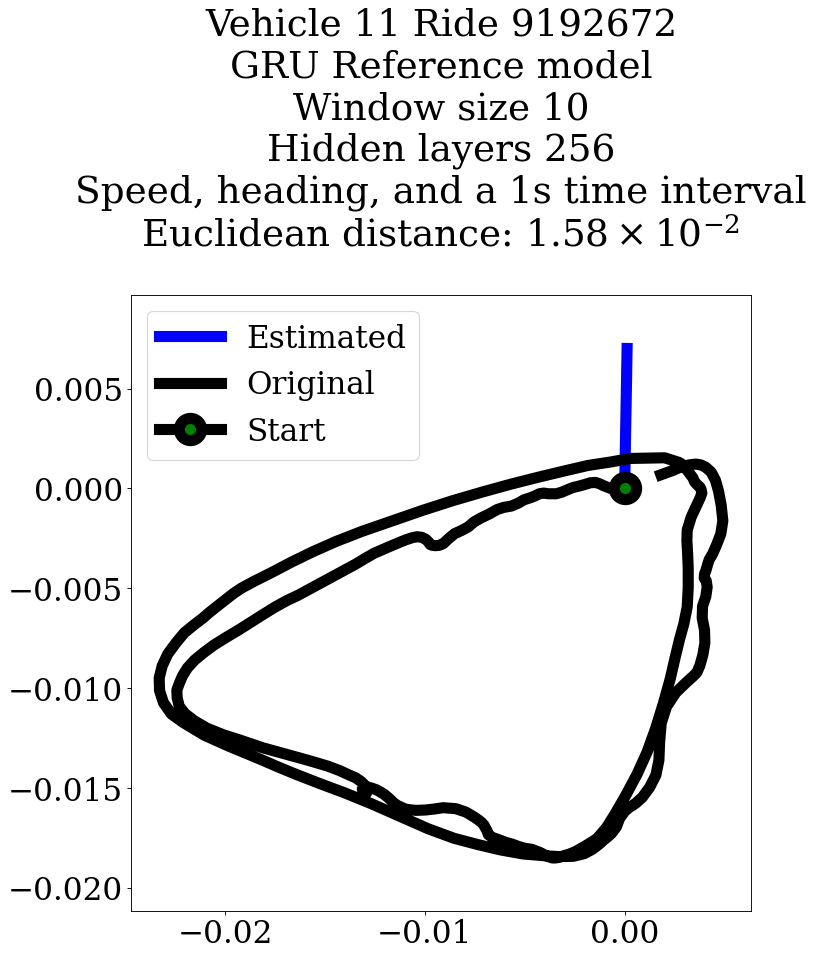 Vehicle 11 Ride 9192672
GRU Reference model
Window size 10
Hidden layers 256
Speed, heading, and a 1s time interval
Euclidean distance: 1.58 × 10⁻²
Estimated
Original
Start
0.005
0.000
−0.005
−0.010
−0.015
−0.020
−0.02
−0.01
0.00